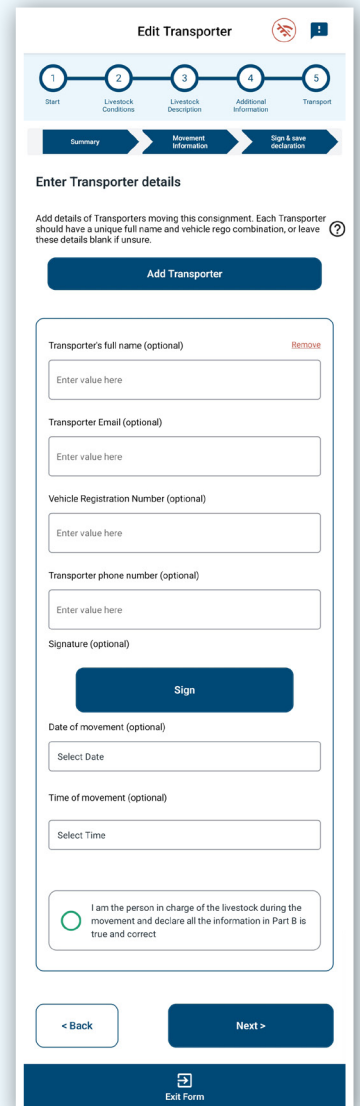 Edit Transporter
1
2
3
4
5
Start
Livestock
Conditions
Livestock
Description
Additional
Information
Transport
Summary
Movement
Information
Sign & save
declaration
Enter Transporter details
Add details of Transporters moving this consignment. Each Transporter
should have a unique full name and vehicle rego combination, or leave
these details blank if unsure.
?
Add Transporter
Transporter's full name (optional)
Remove
Enter value here
Transporter Email (optional)
Enter value here
Vehicle Registration Number (optional)
Enter value here
Transporter phone number (optional)
Enter value here
Signature (optional)
Sign
Date of movement (optional)
Select Date
Time of movement (optional)
Select Time
I am the person in charge of the livestock during the
movement and declare all the information in Part B is
true and correct
< Back
Next >
Exit Form